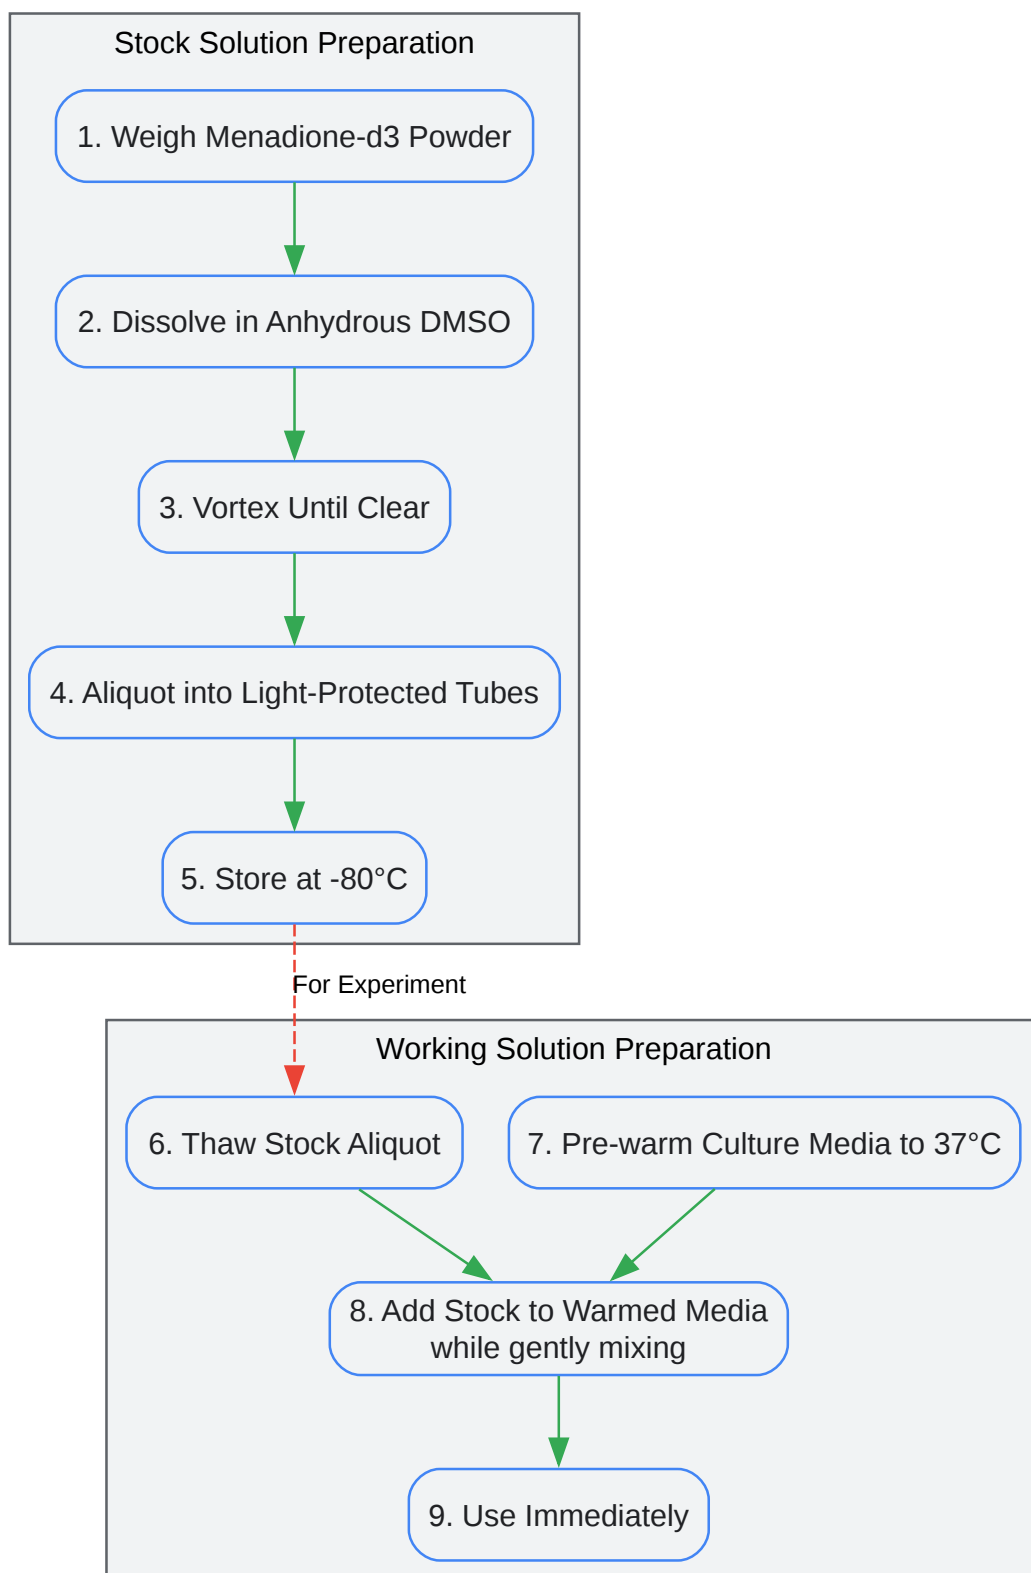 Stock Solution Preparation
1. Weigh Menadione-d3 Powder
2. Dissolve in Anhydrous DMSO
3. Vortex Until Clear
4. Aliquot into Light-Protected Tubes
5. Store at -80°C
For Experiment
Working Solution Preparation
6. Thaw Stock Aliquot
7. Pre-warm Culture Media to 37°C
8. Add Stock to Warmed Media
while gently mixing
9. Use Immediately